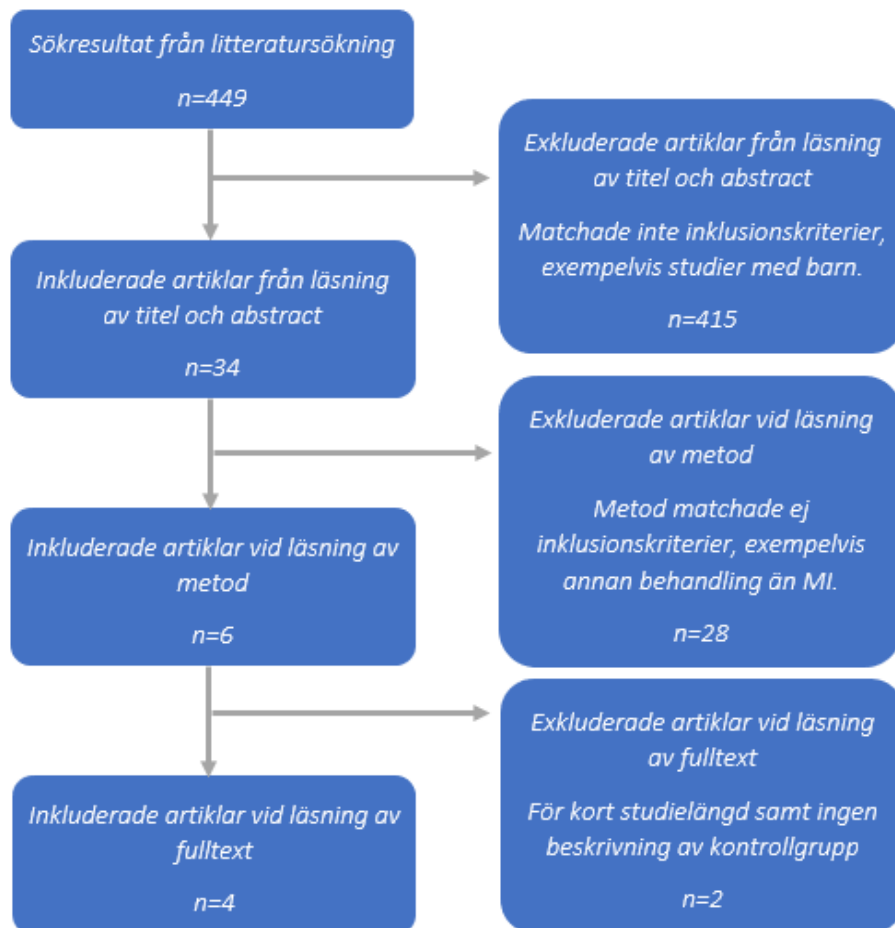 Sökresultat från litteratursökning
n=449
Exkluderade artiklar från läsning
av titel och abstract
Matchade inte inklusionskriterier,
exempelvis studier med barn.
n=415
Inkluderade artiklar från läsning
av titel och abstract
n=34
Exkluderade artiklar vid läsning
av metod
Metod matchade ej
inklusionskriterier, exempelvis
annan behandling än MI.
n=28
Inkluderade artiklar vid läsning av
metod
n=6
Exkluderade artiklar vid läsning
av fulltext
För kort studielängd samt ingen
beskrivning av kontrollgrupp
n=2
Inkluderade artiklar vid läsning av
fulltext
n=4